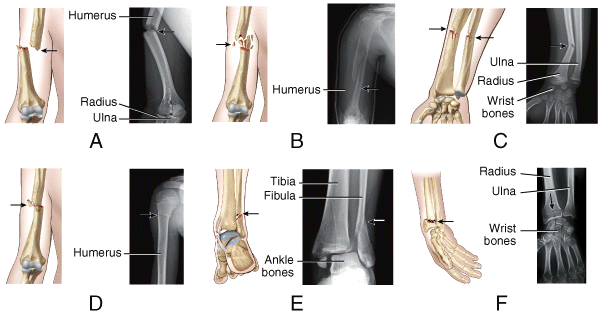 Humerus
Radius
Ulna
A
Humerus
B
Ulna
Radius
Wrist
bones
C
Humerus
D
Tibia
Fibula
Ankle
bones
E
Radius
Ulna
Wrist
bones
F